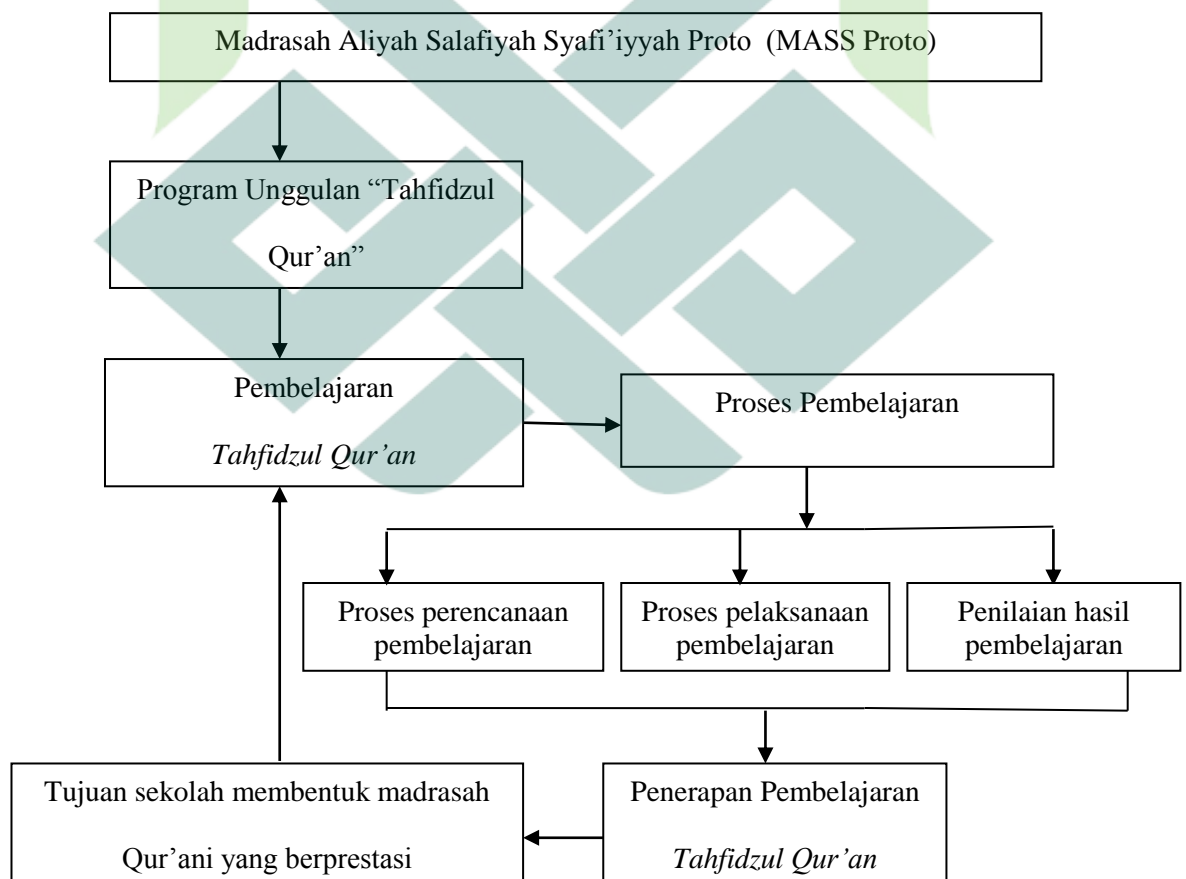 Madrasah Aliyah Salafiyah Syafi’iyyah Proto (MASS Proto)
Program Unggulan “Tahfidzul
Qur’an”
Pembelajaran
Tahfidzul Qur’an
Proses Pembelajaran
Proses perencanaan
pembelajaran
Proses pelaksanaan
pembelajaran
Penilaian hasil
pembelajaran
Penerapan Pembelajaran
Tahfidzul Qur’an
Tujuan sekolah membentuk madrasah
Qur’ani yang berprestasi